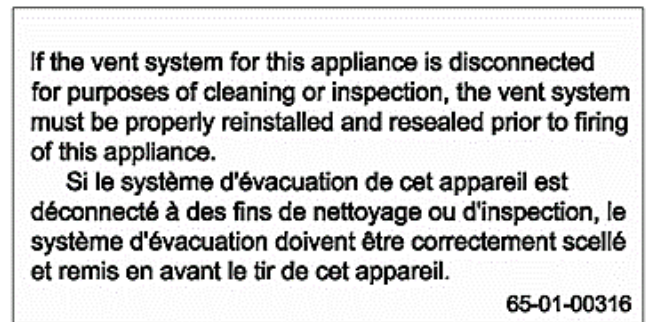 If the vent system for this appliance is disconnected
for purposes of cleaning or inspection, the vent system
must be properly reinstalled and resealed prior to firing
of this appliance.
Si le système d'évacuation de cet appareil est
déconnecté à des fins de nettoyage ou d'inspection, le
système d'évacuation doivent être correctement scellé
et remis en avant le tir de cet appareil.
65-01-00316